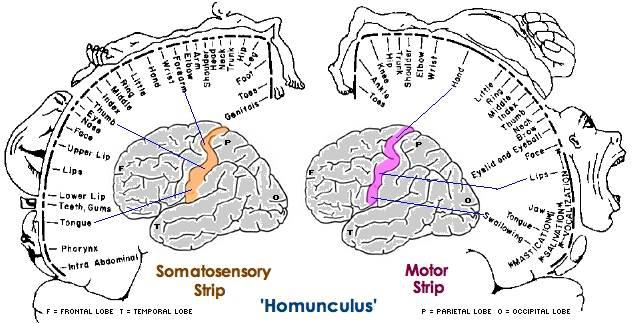 Intra Abdominal
Pharynx
Tongue
Teeth, Gums
Lower Lip
Lips
Upper Lip
Face
Nose
Eye
Thumb
Index
Middle
Ring
Little
Hand
Wrist
Forearm
Elbow
Arm
Shoulder
Head
Neck
Trunk
Hip
Leg
Foot
Toes
Genitals
F
P
O
T
Somatosensory
Strip
Toes
Ankle
Knee
Hip
Trunk
Shoulder
Elbow
Wrist
Hand
Little
Ring
Middle
Index
Thumb
Neck
Brow
Eyelid and Eyeball
Face
Lips
Jaw
Tongue
Swallowing
*MASTICATION
*SALIVATION
*VOCALIZATION
F
P
O
T
Motor
Strip
'Homunculus'
F = FRONTAL LOBE T = TEMPORAL LOBE
P = PARIETAL LOBE O = OCCIPITAL LOBE